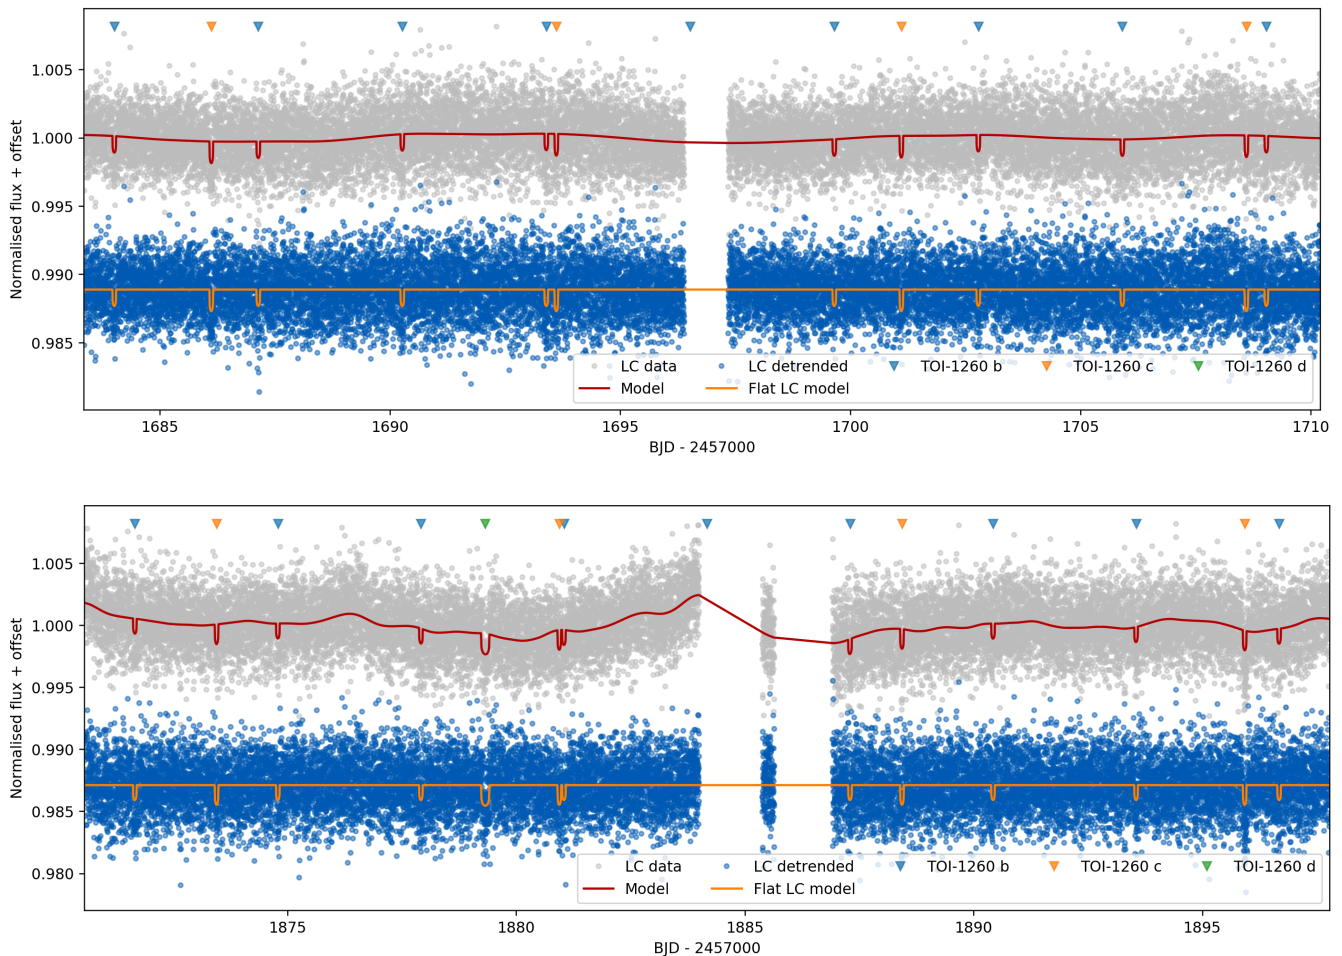 Normalised flux + offset
1.005
1.000
0.995
0.990
0.985
LC data LC detrended TOI-1260 b TOI-1260 c TOI-1260 d
Model Flat LC model
1685 1690 1695 1700 1705 1710
BJD - 2457000
Normalised flux + offset
1.005
1.000
0.995
0.990
0.985
0.980
LC data LC detrended TOI-1260 b TOI-1260 c TOI-1260 d
Model Flat LC model
1875 1880 1885 1890 1895
BJD - 2457000